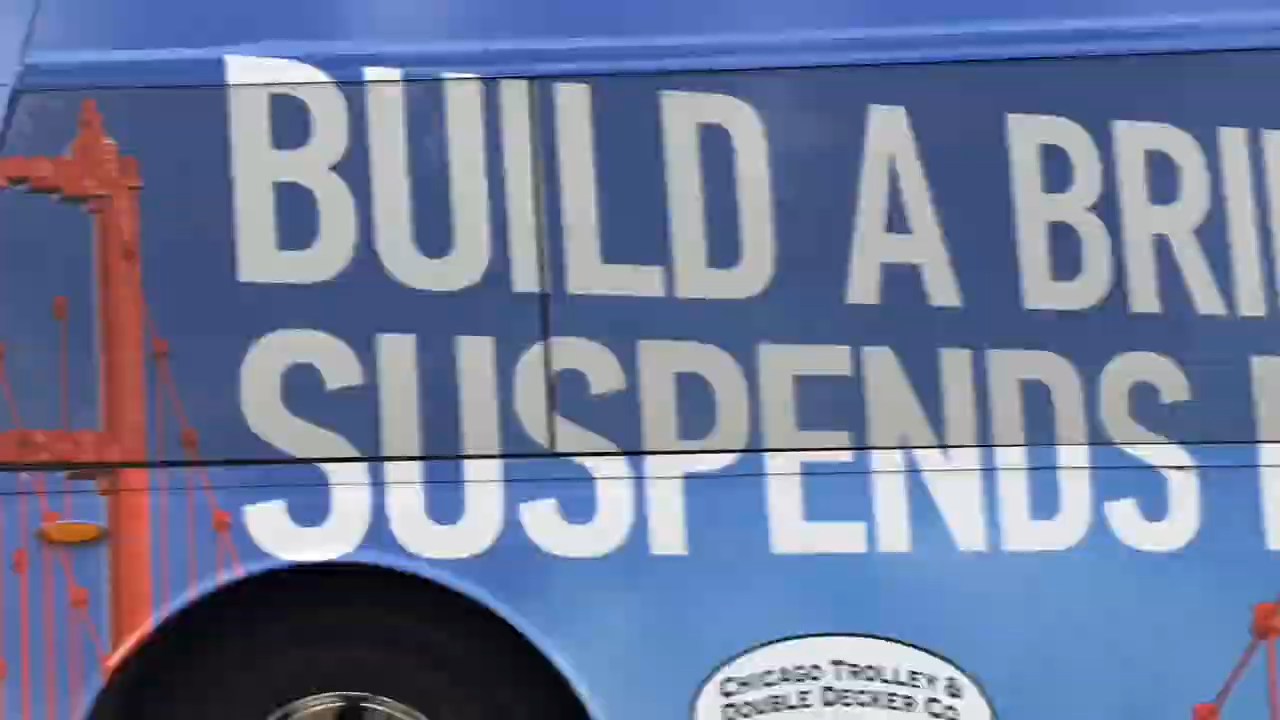 BUILD A BRI
SUSPENDS
CHICAGO TROLLEY &
DOUBLE DECKER CO